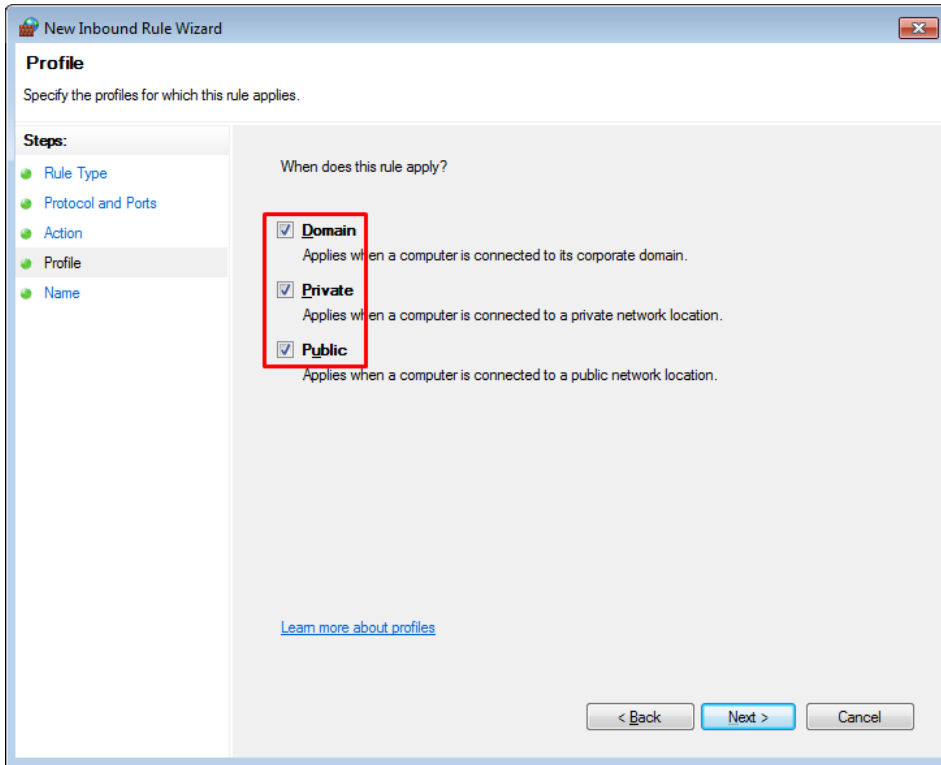 New Inbound Rule Wizard
Profile
Specify the profiles for which this rule applies.
Steps:
Rule Type
Protocol and Ports
Action
Profile
Name
When does this rule apply?
Domain
Applies when a computer is connected to its corporate domain.
Private
Applies when a computer is connected to a private network location.
Public
Applies when a computer is connected to a public network location.
Learn more about profiles
< Back
Next >
Cancel